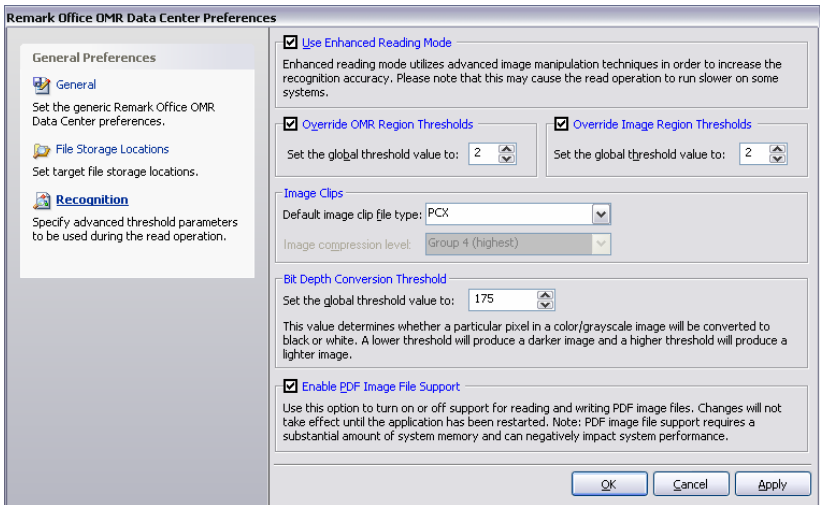 Remark Office OMR Data Center Preferences
General Preferences
General
Set the generic Remark Office OMR
Data Center preferences.
File Storage Locations
Set target file storage locations.
Recognition
Specify advanced threshold parameters
to be used during the read operation.
Use Enhanced Reading Mode
Enhanced reading mode utilizes advanced image manipulation techniques in order to increase the
recognition accuracy. Please note that this may cause the read operation to run slower on some
systems.
Override OMR Region Thresholds
Set the global threshold value to: 2
Override Image Region Thresholds
Set the global threshold value to: 2
Image Clips
Default image clip file type: PCX
Image compression level: Group 4 (highest)
Bit Depth Conversion Threshold
Set the global threshold value to: 175
This value determines whether a particular pixel in a color/grayscale image will be converted to
black or white. A lower threshold will produce a darker image and a higher threshold will produce a
lighter image.
Enable PDF Image File Support
Use this option to turn on or off support for reading and writing PDF image files. Changes will not
take effect until the application has been restarted. Note: PDF image file support requires a
substantial amount of system memory and can negatively impact system performance.
OK Cancel Apply